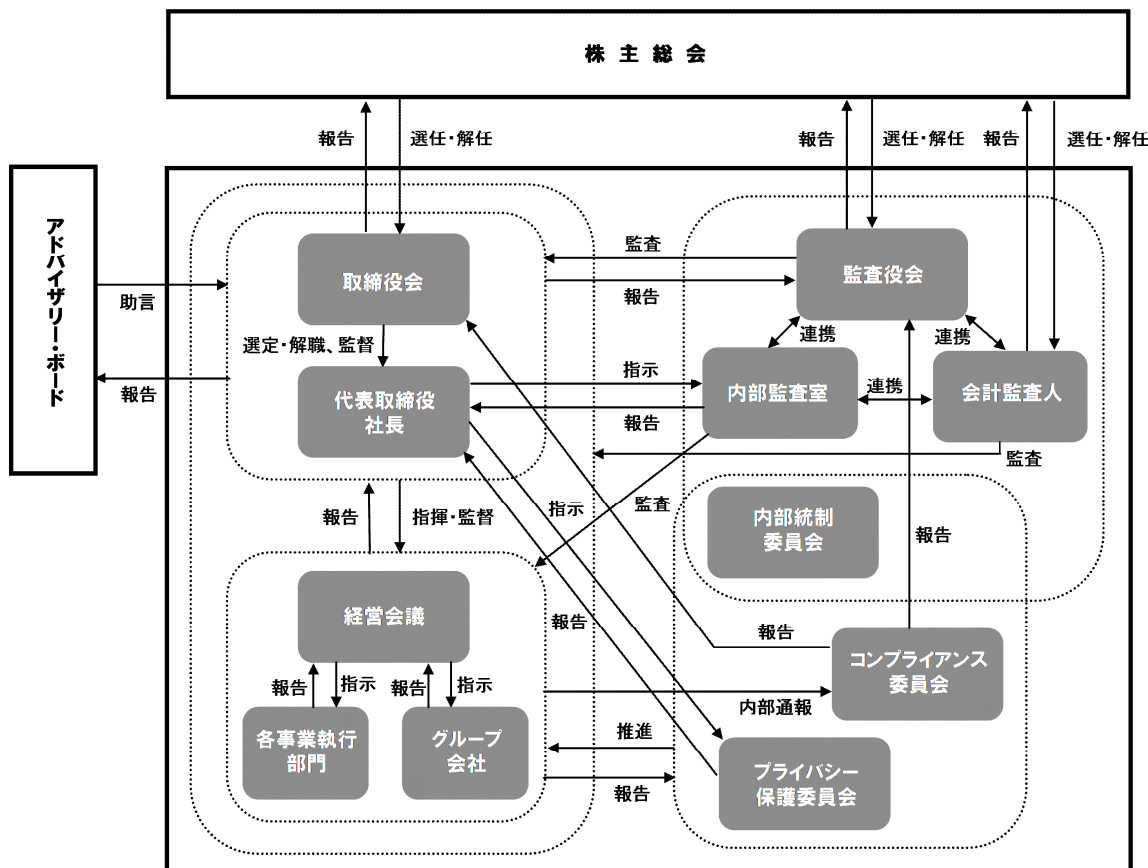 株主総会
報告
選任・解任
報告
選任・解任
報告
選任・解任
アドバイザリー・ボード
助言
報告
取締役会
選定・解職、監督
代表取締役
社長
監査
報告
監査役会
連携
連携
指示
報告
内部監査室
連携
会計監査人
監査
報告
指揮・監督
指示
監査
内部統制
委員会
報告
経営会議
報告
指示
報告
指示
各事業執行
部門
グループ
会社
報告
報告
コンプライアンス
委員会
内部通報
推進
報告
プライバシー
保護委員会